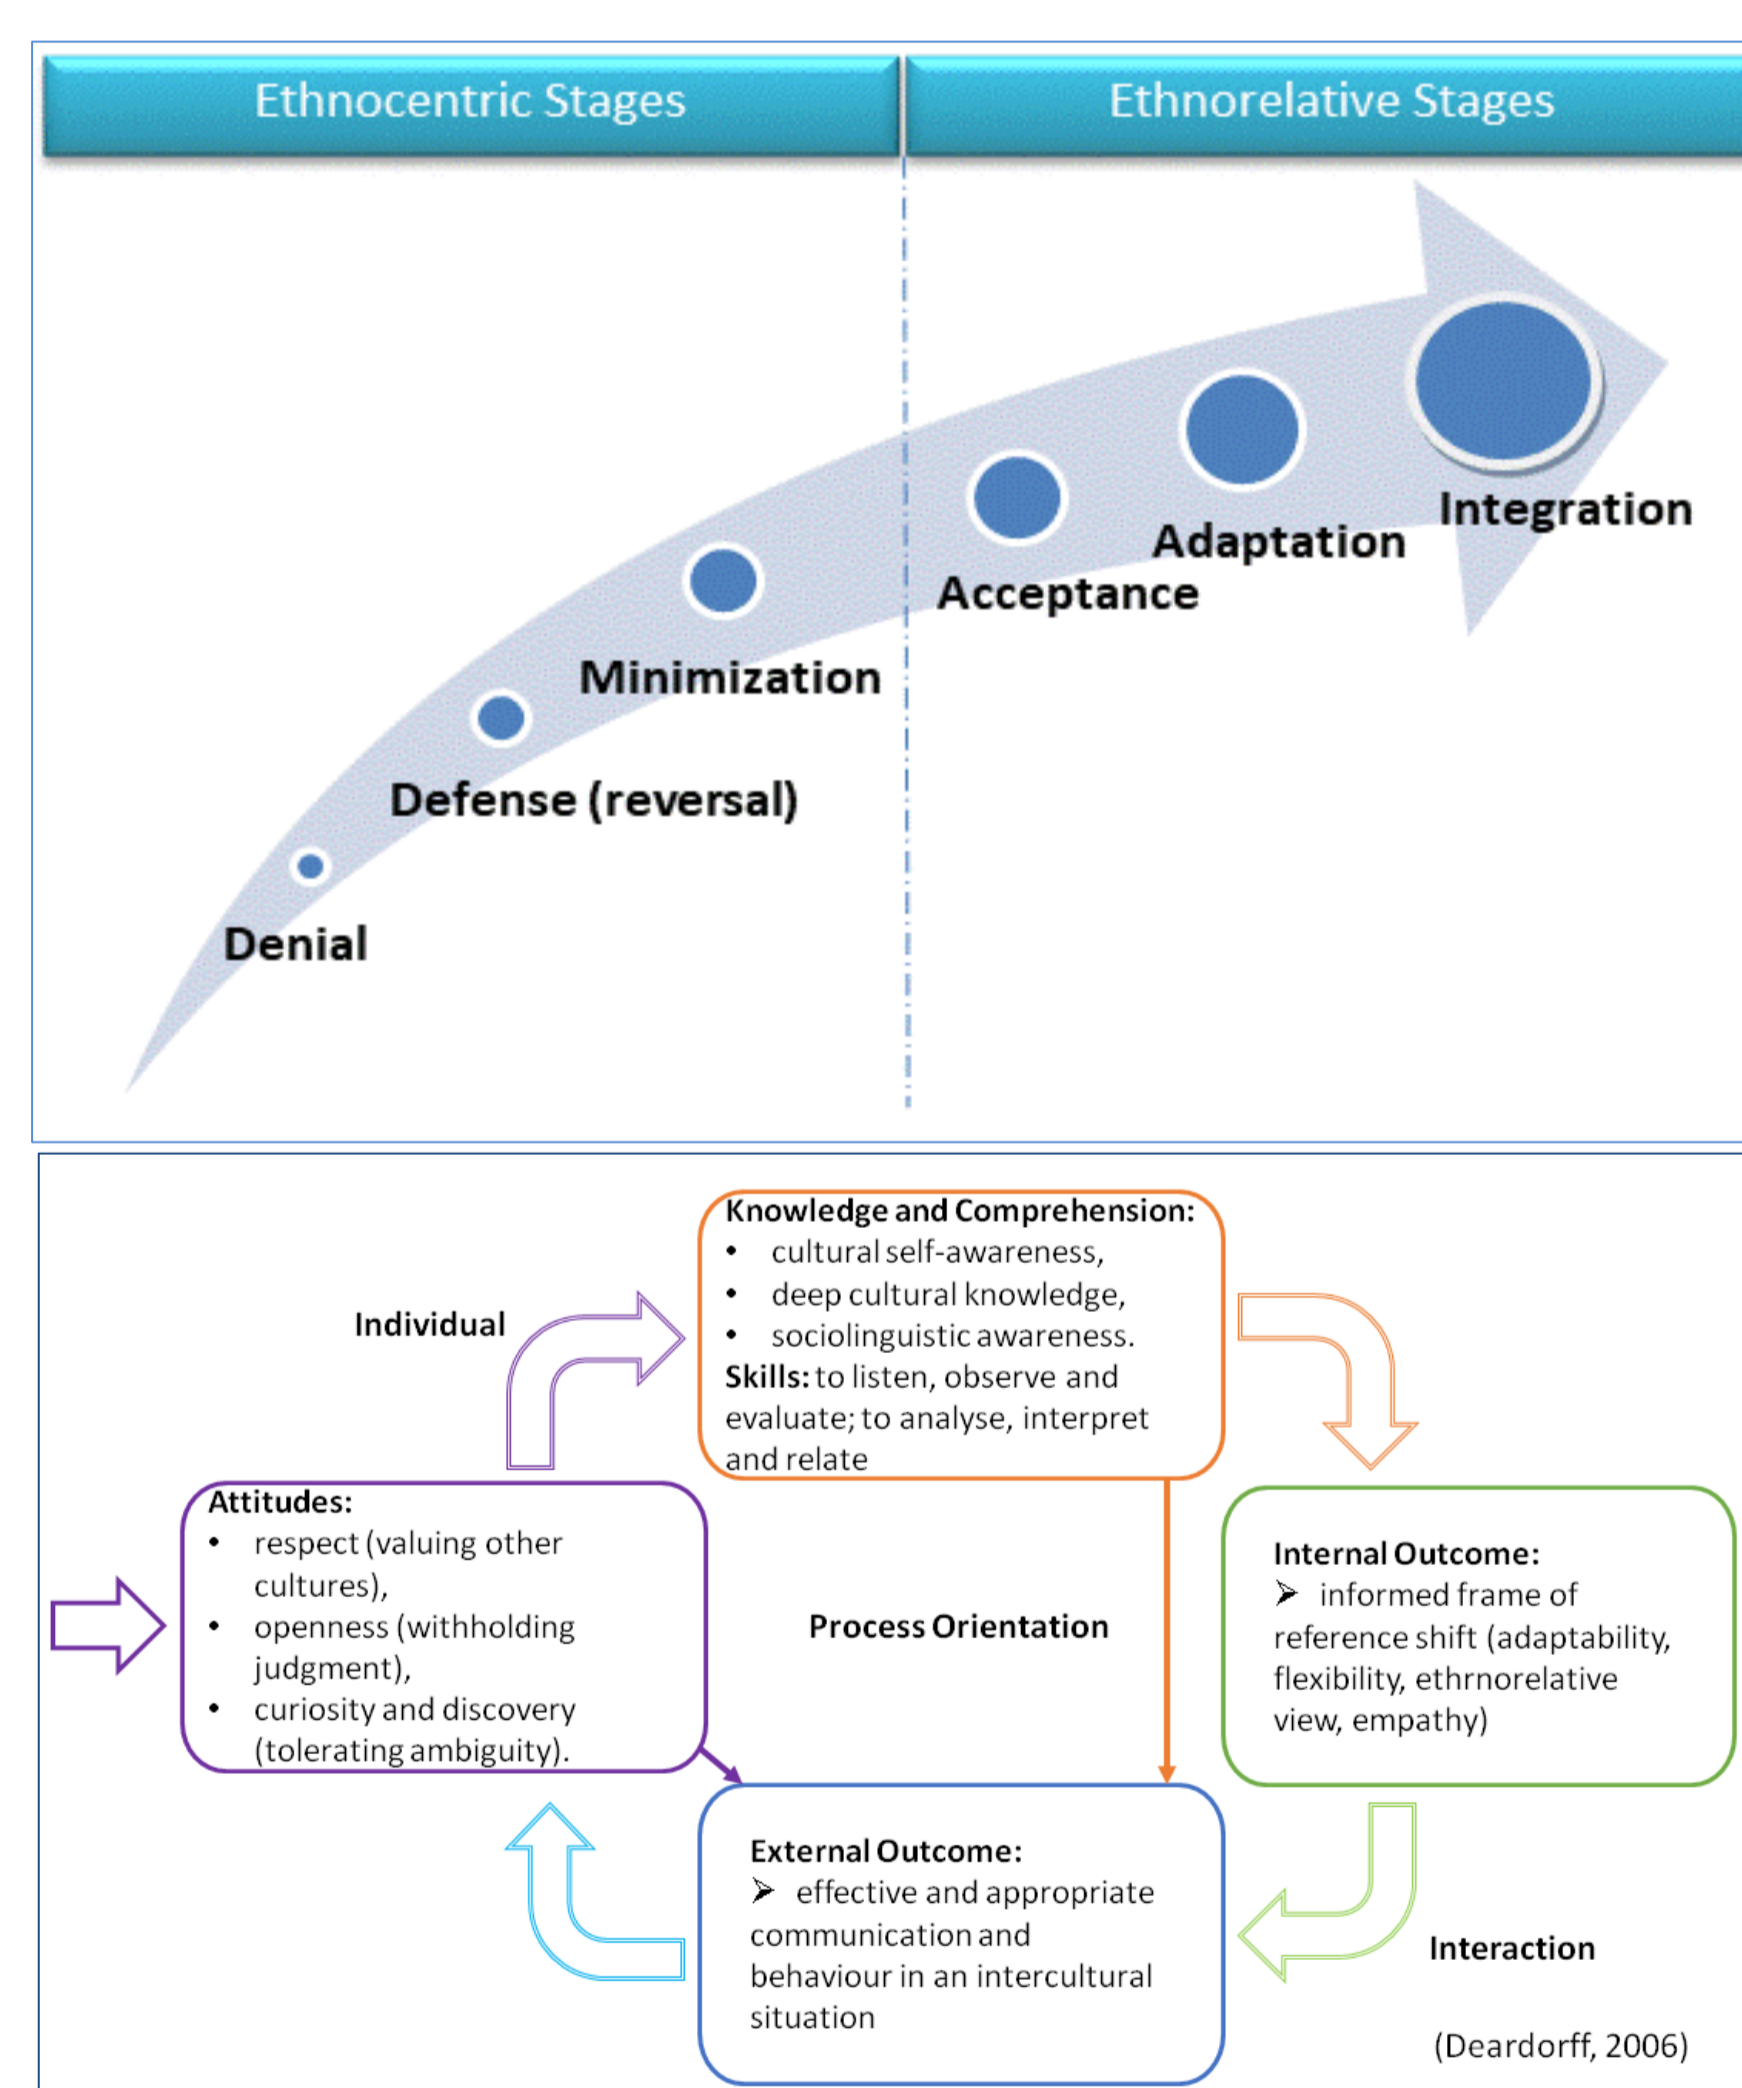 Ethnocentric Stages
Ethnorelative Stages
Integration
Adaptation
Acceptance
Minimization
Defense (reversal)
Denial
Knowledge and Comprehension:
• cultural self-awareness,
• deep cultural knowledge,
• sociolinguistic awareness.
Skills: to listen, observe and
evaluate; to analyse, interpret
and relate
Individual
Attitudes:
• respect (valuing other
cultures),
• openness (withholding
judgment),
• curiosity and discovery
(tolerating ambiguity).
Process Orientation
Internal Outcome:
➢ informed frame of
reference shift (adaptability,
flexibility, ethrnorelative
view, empathy)
External Outcome:
➢ effective and appropriate
communication and
behaviour in an intercultural
situation
Interaction
(Deardorff, 2006)